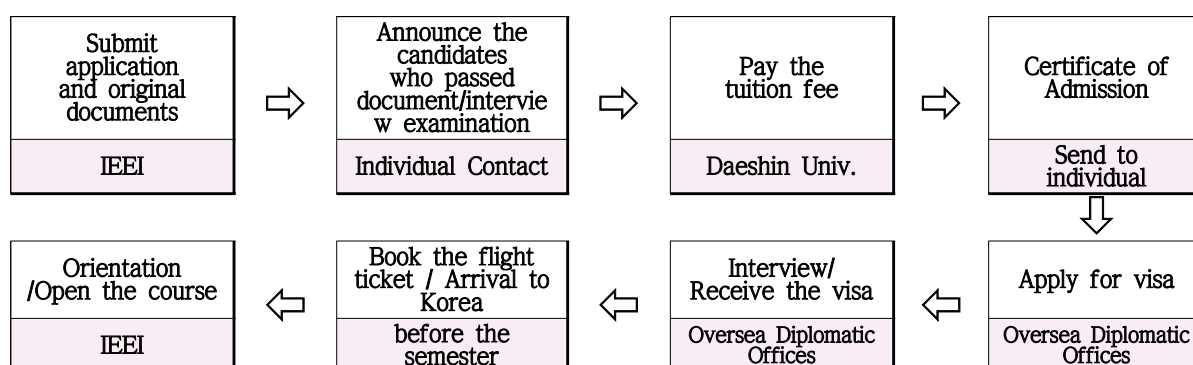 Submit
application
and original
documents
IEEI
Announce the
candidates
who passed
document/intervie
w examination
Individual Contact
Pay the
tuition fee
Daeshin Univ.
Certificate of
Admission
Send to
individual
Apply for visa
Oversea Diplomatic
Offices
Interview/
Receive the visa
Oversea Diplomatic
Offices
Book the flight
ticket / Arrival to
Korea
before the
semester
Orientation
/Open the course
IEEI